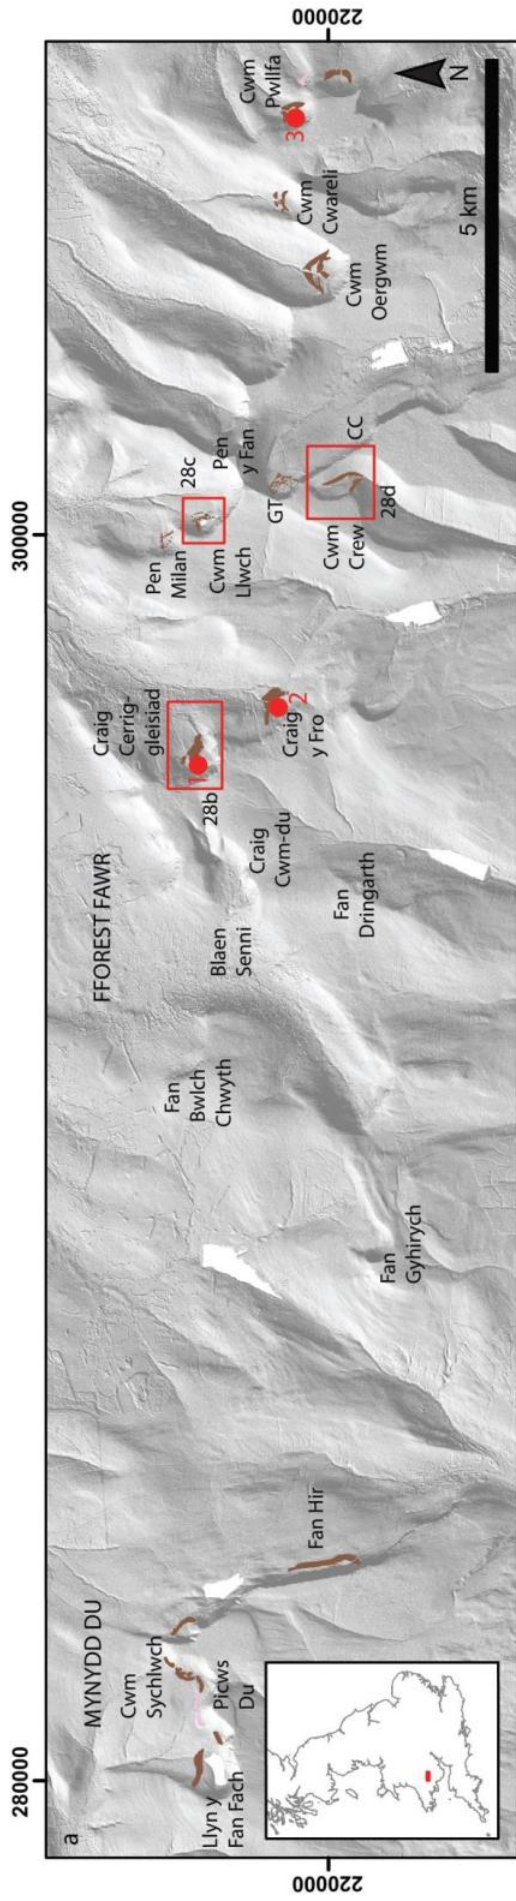 280000
300000
220000
220000
a
MYNYDD DU
Cwm
Sychlwch
Llyn y
Fan Fach
Picws
Du
Fan Hir
Fan
Gyhirych
Fan
Bwlch
Chwyth
FFOREST FAWR
Blaen
Senni
Craig
Cwm-du
Fan
Dringarth
Craig
Cerrig-
gleisiad
28b
1
Craig
y Fro
2
Pen
Milan
Cwm
Llwch
28c
Pen
y Fan
GT
Cwm
Crew
CC
28d
Cwm
Oergwm
Cwm
Cwareli
Cwm
Pwllfa
3
N
5 km